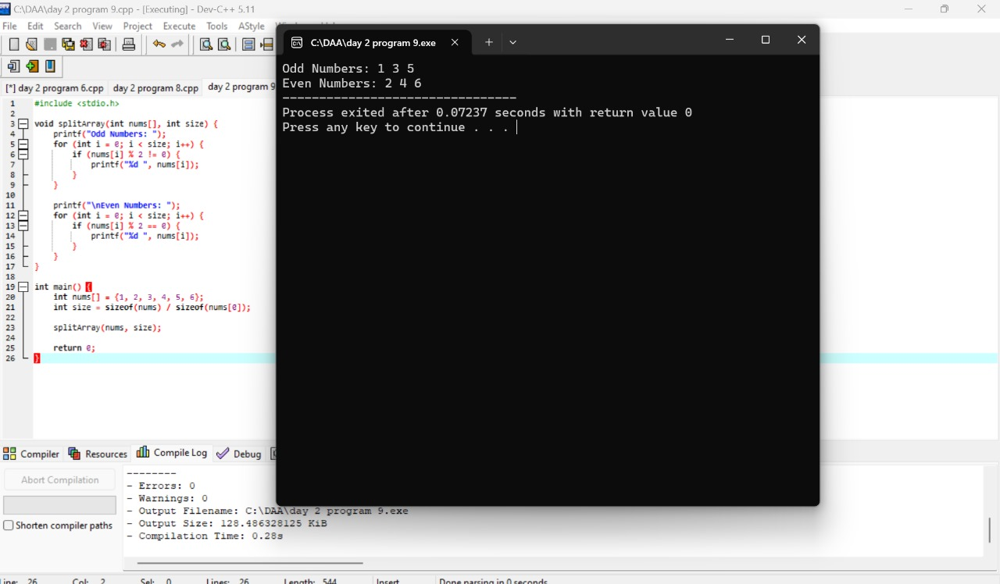 C:\DAA\day 2 program 9.cpp - [Executing] - Dev-C++ 5.11
File Edit Search View Project Execute Tools AStyle
C:\DAA\day 2 program 9.exe
[*] day 2 program 6.cpp day 2 program 8.cpp day 2 program 9
1 #include <stdio.h>
2
3 void splitArray(int nums[], int size) {
4 printf("Odd Numbers: ");
5 for (int i = 0; i < size; i++) {
6 if (nums[i] % 2 != 0) {
7 printf("%d ", nums[i]);
8 }
9 }
10
11 printf("\nEven Numbers: ");
12 for (int i = 0; i < size; i++) {
13 if (nums[i] % 2 == 0) {
14 printf("%d ", nums[i]);
15 }
16 }
17 }
18
19 int main() {
20 int nums[] = {1, 2, 3, 4, 5, 6};
21 int size = sizeof(nums) / sizeof(nums[0]);
22
23 splitArray(nums, size);
24
25 return 0;
26 }
Odd Numbers: 1 3 5
Even Numbers: 2 4 6
--------------------------------
Process exited after 0.07237 seconds with return value 0
Press any key to continue . . .
Compiler Resources Compile Log Debug
Abort Compilation
Shorten compiler paths
--------
- Errors: 0
- Warnings: 0
- Output Filename: C:\DAA\day 2 program 9.exe
- Output Size: 128.486328125 KiB
- Compilation Time: 0.28s
Line: 26 Col: 2 Sel: 0 Lines: 26 Length: 544 Insert Done parsing in 0 seconds